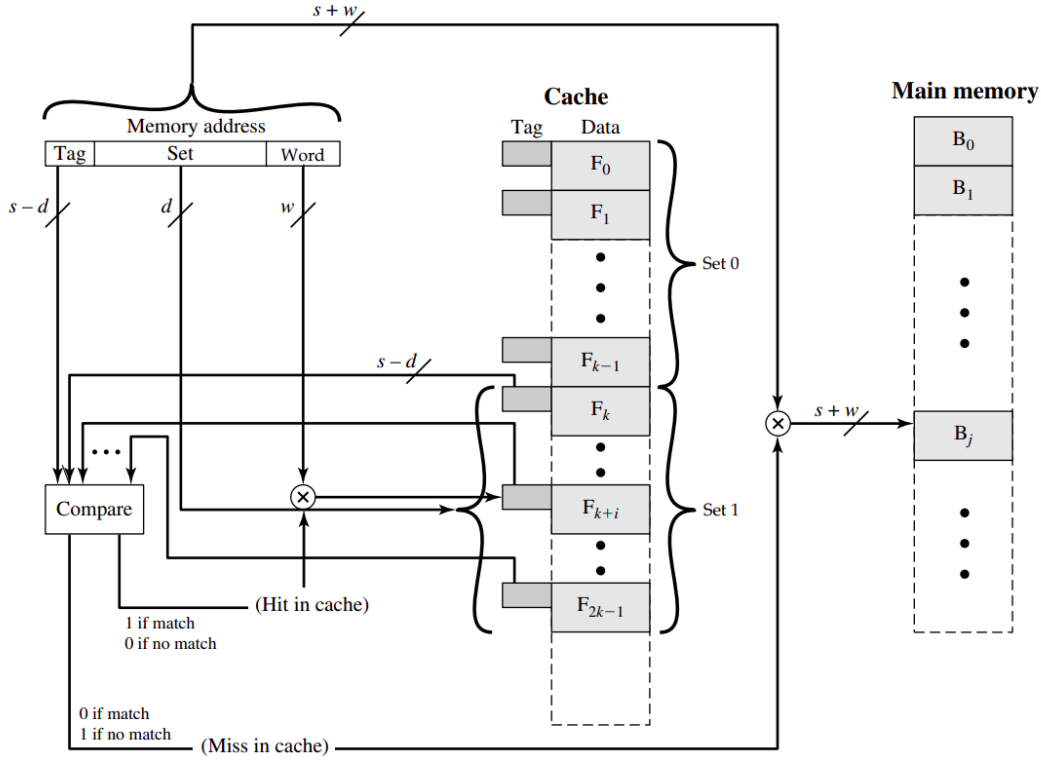 s + w
Cache
Main memory
Memory address
Tag Data
Tag Set Word
B0
F0
B1
s – d d w
F1
Set 0
Fk–1
s – d
Fk
s + w
Bj
Compare
Fk+i
Set 1
(Hit in cache)
F2k–1
1 if match
0 if no match
0 if match
1 if no match
(Miss in cache)